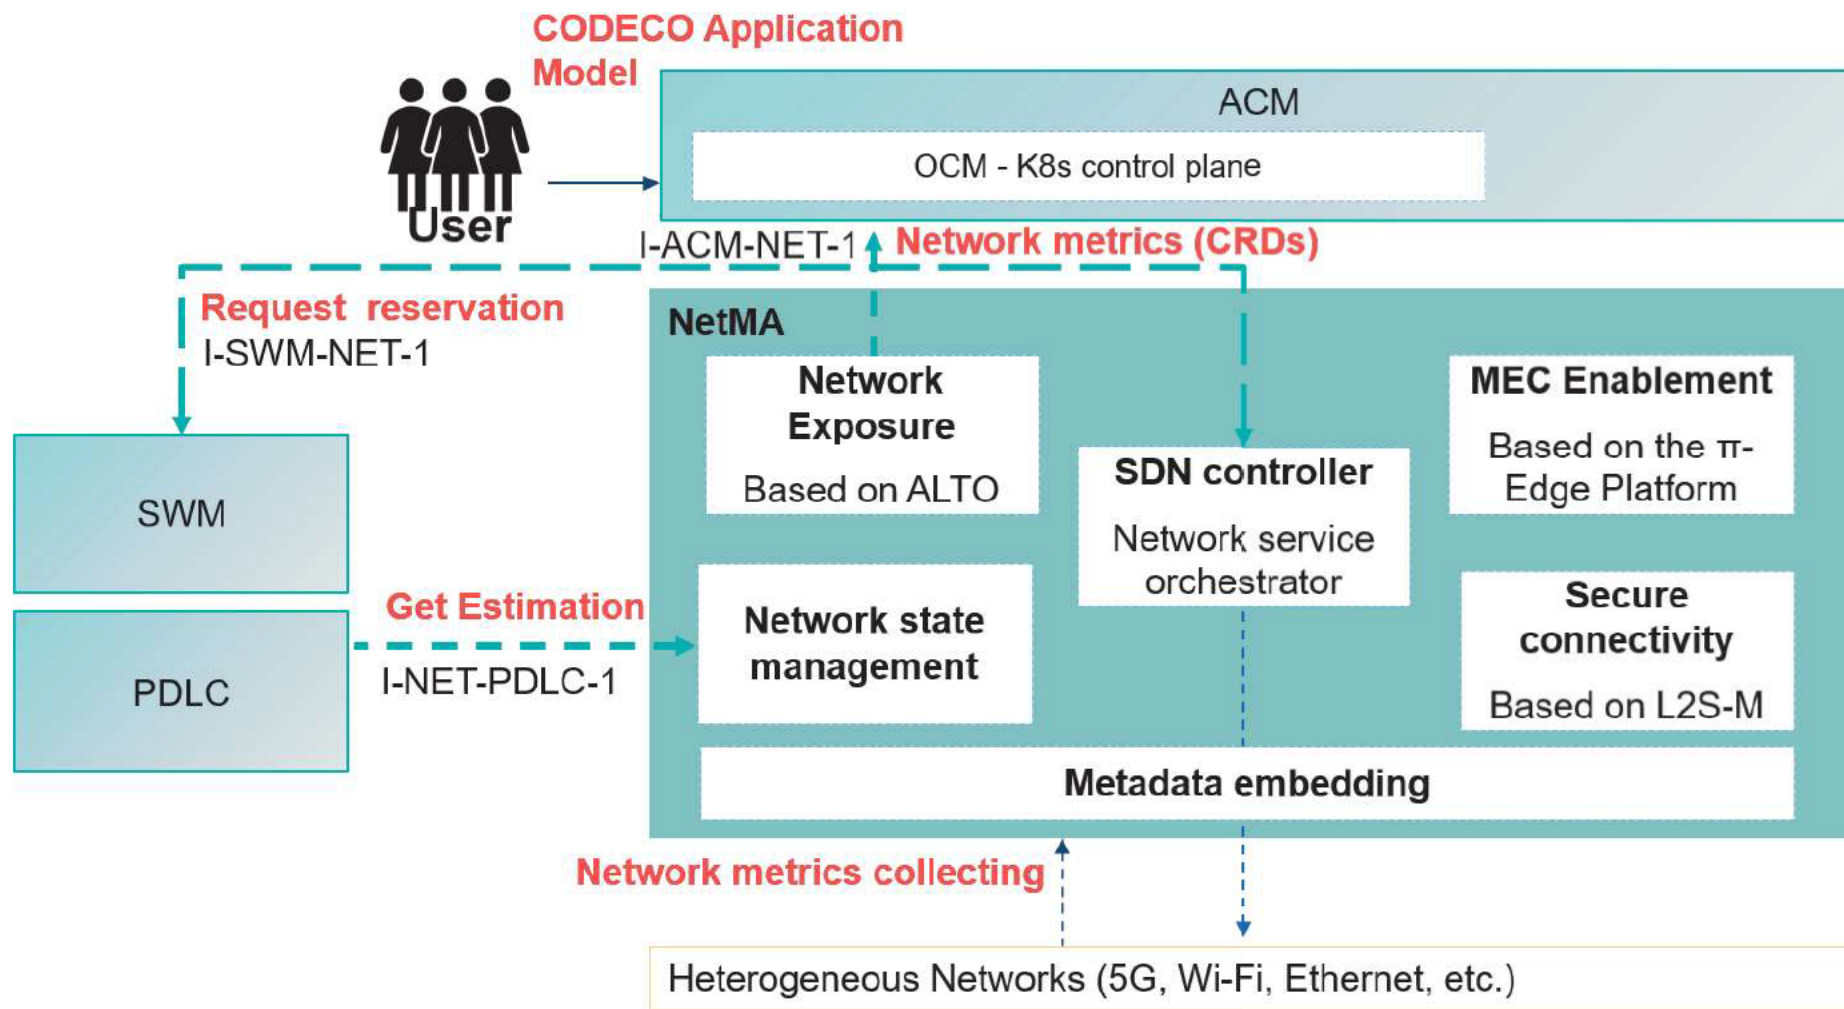 CODECO Application
Model
ACM
OCM - K8s control plane
User
I-ACM-NET-1
Network metrics (CRDs)
Request reservation
I-SWM-NET-1
NetMA
Network
Exposure
Based on ALTO
MEC Enablement
Based on the π-
Edge Platform
SDN controller
Network service
orchestrator
SWM
Get Estimation
I-NET-PDLC-1
PDLC
Network state
management
Secure
connectivity
Based on L2S-M
Metadata embedding
Network metrics collecting
Heterogeneous Networks (5G, Wi-Fi, Ethernet, etc.)